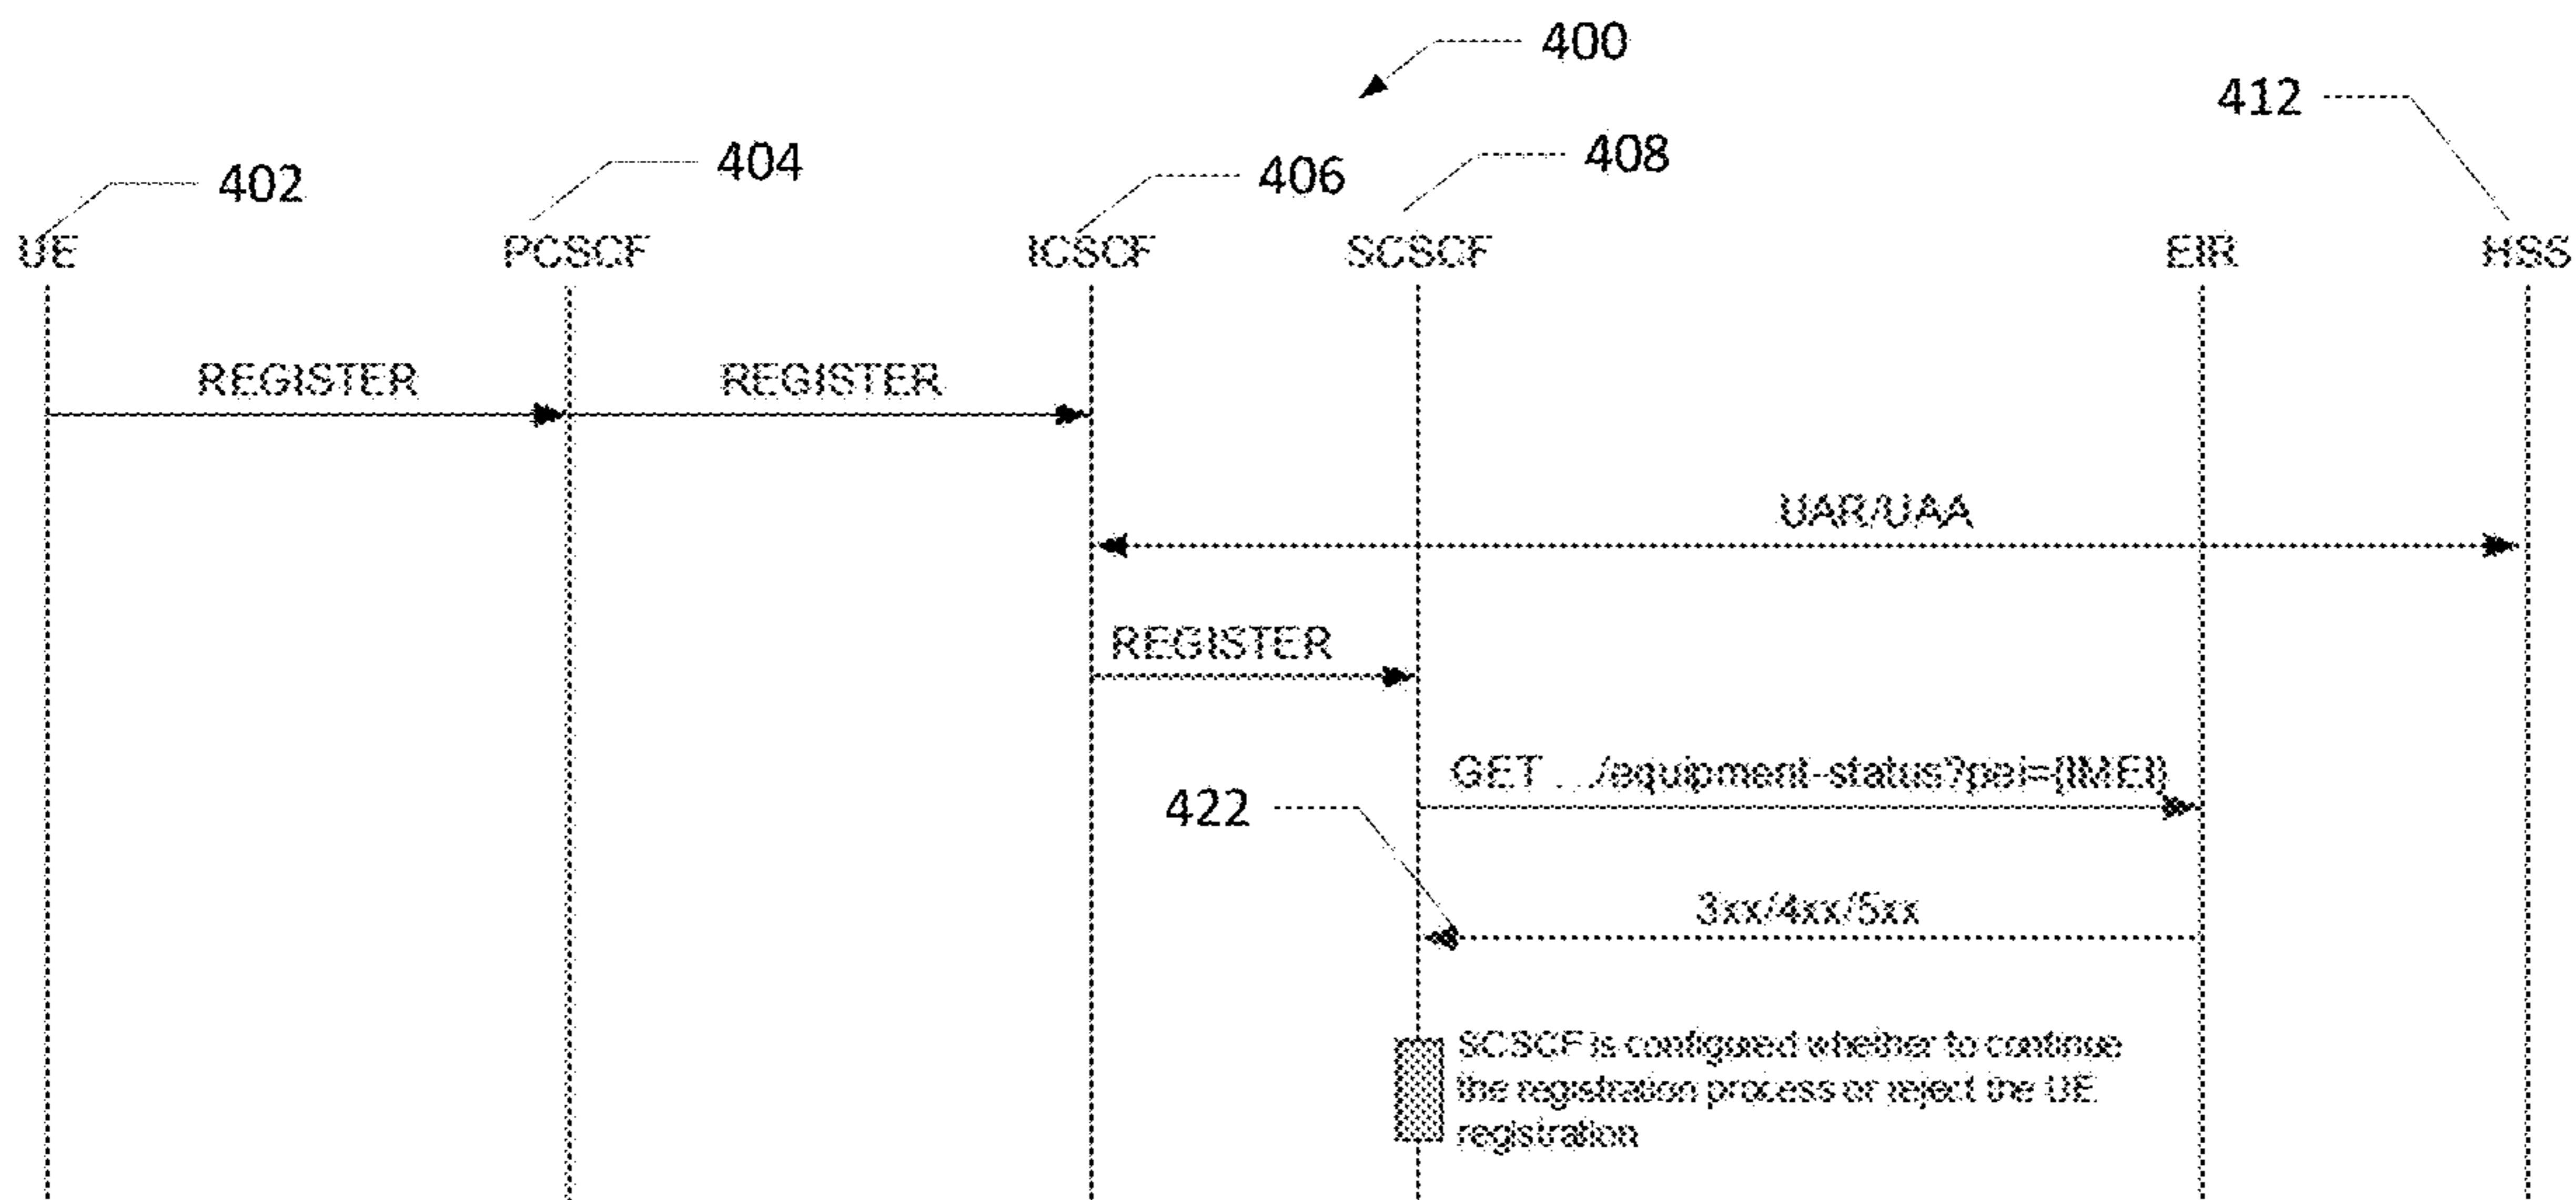 400
412
402
404
406
408
UE
PCSCF
ICSCF
SCSCF
EIR
HSS
REGISTER
REGISTER
UAR/UAA
REGISTER
GET .../equipment-status?pei={IMEI}
422
3xx/4xx/5xx
SCSCF is configured whether to continue
the registration process or reject the UE
registration